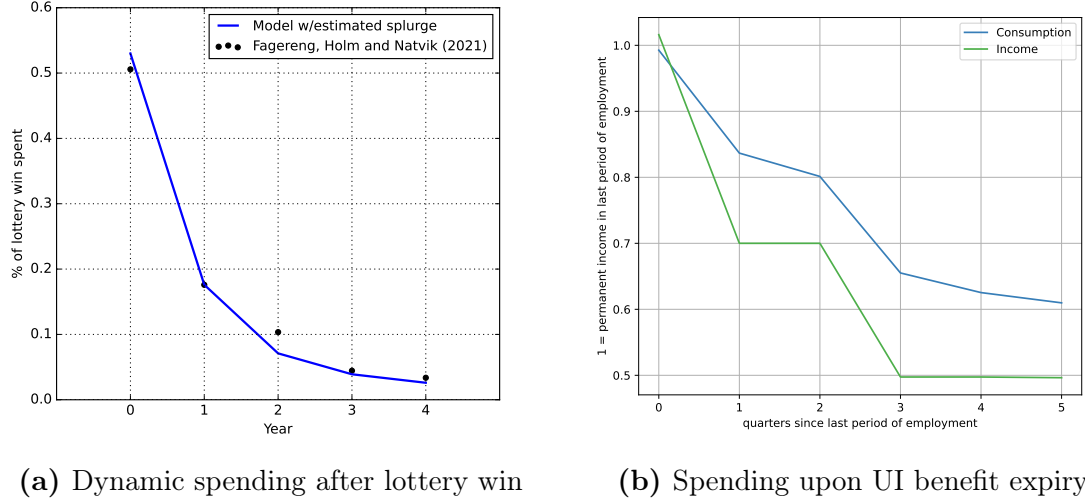 0.6
0.5
0.4
0.3
0.2
0.1
0.0
% of lottery win spent
Model w/estimated splurge
Fagereng, Holm and Natvik (2021)
0 1 2 3 4
Year
(a) Dynamic spending after lottery win
1.0
0.9
0.8
0.7
0.6
0.5
1 = permanent income in last period of employment
Consumption
Income
0 1 2 3 4 5
quarters since last period of employment
(b) Spending upon UI benefit expiry